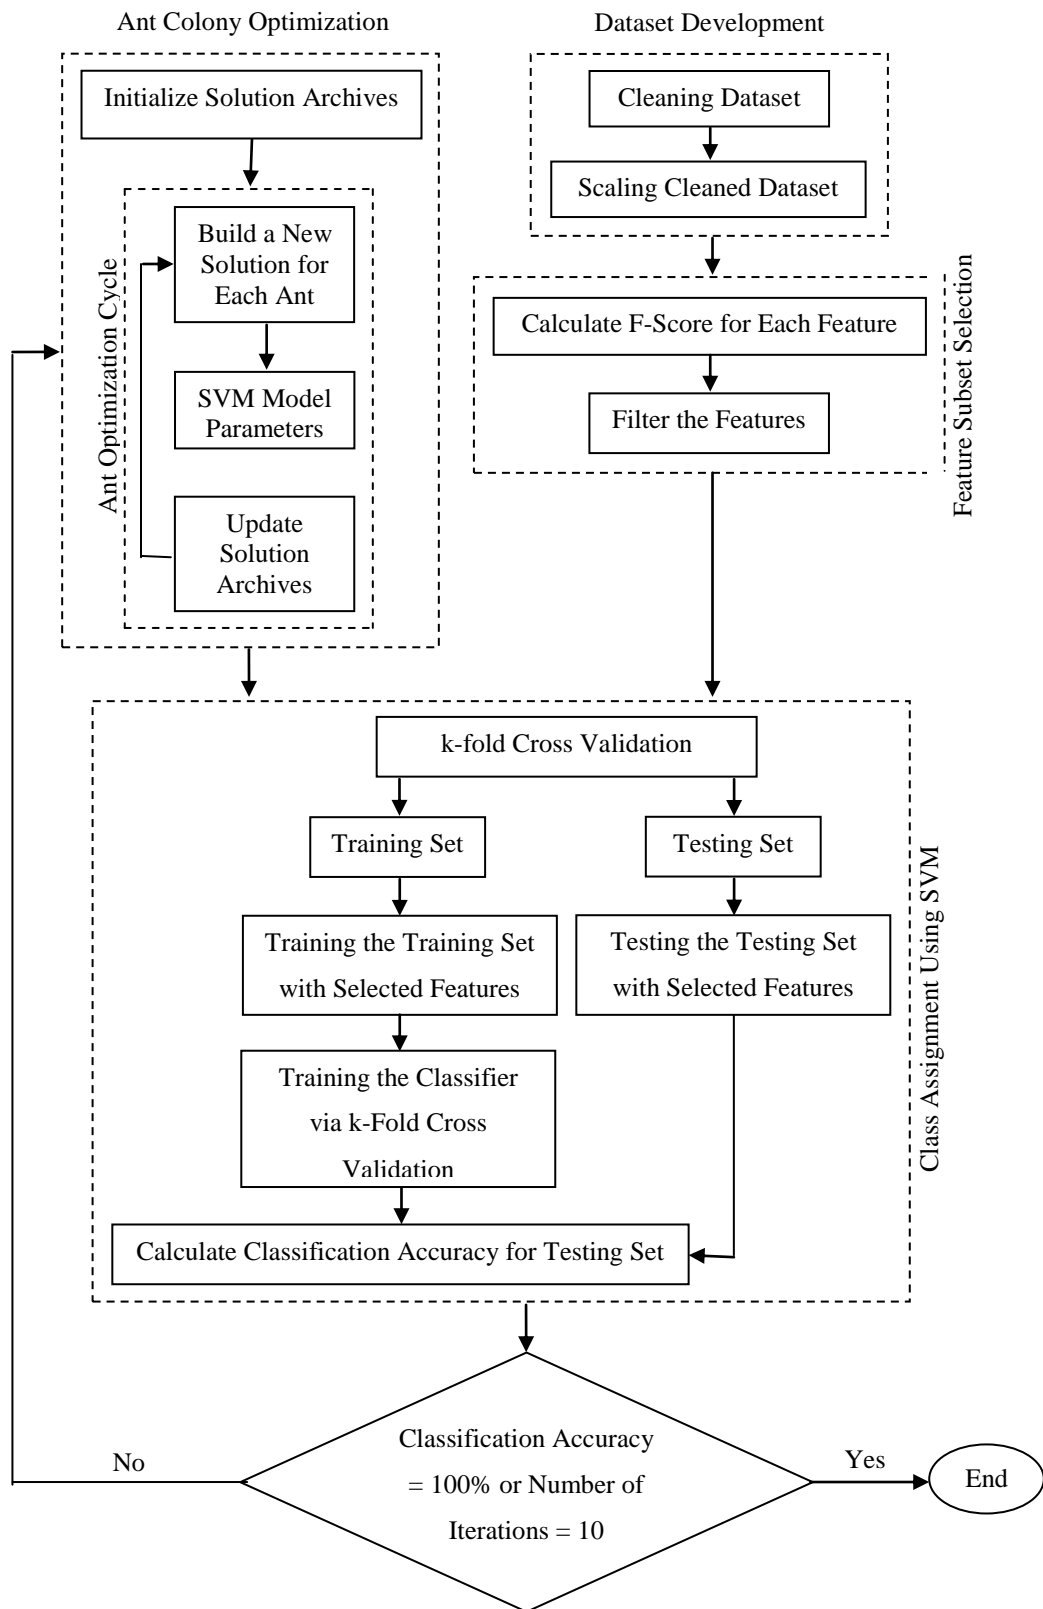 Ant Colony Optimization
Dataset Development
Initialize Solution Archives
Cleaning Dataset
Scaling Cleaned Dataset
Ant Optimization Cycle
Build a New
Solution for
Each Ant
SVM Model
Parameters
Update
Solution
Archives
Calculate F-Score for Each Feature
Filter the Features
Feature Subset Selection
k-fold Cross Validation
Training Set
Testing Set
Training the Training Set
with Selected Features
Testing the Testing Set
with Selected Features
Training the Classifier
via k-Fold Cross
Validation
Calculate Classification Accuracy for Testing Set
Class Assignment Using SVM
Classification Accuracy
= 100% or Number of
Iterations = 10
No
Yes
End